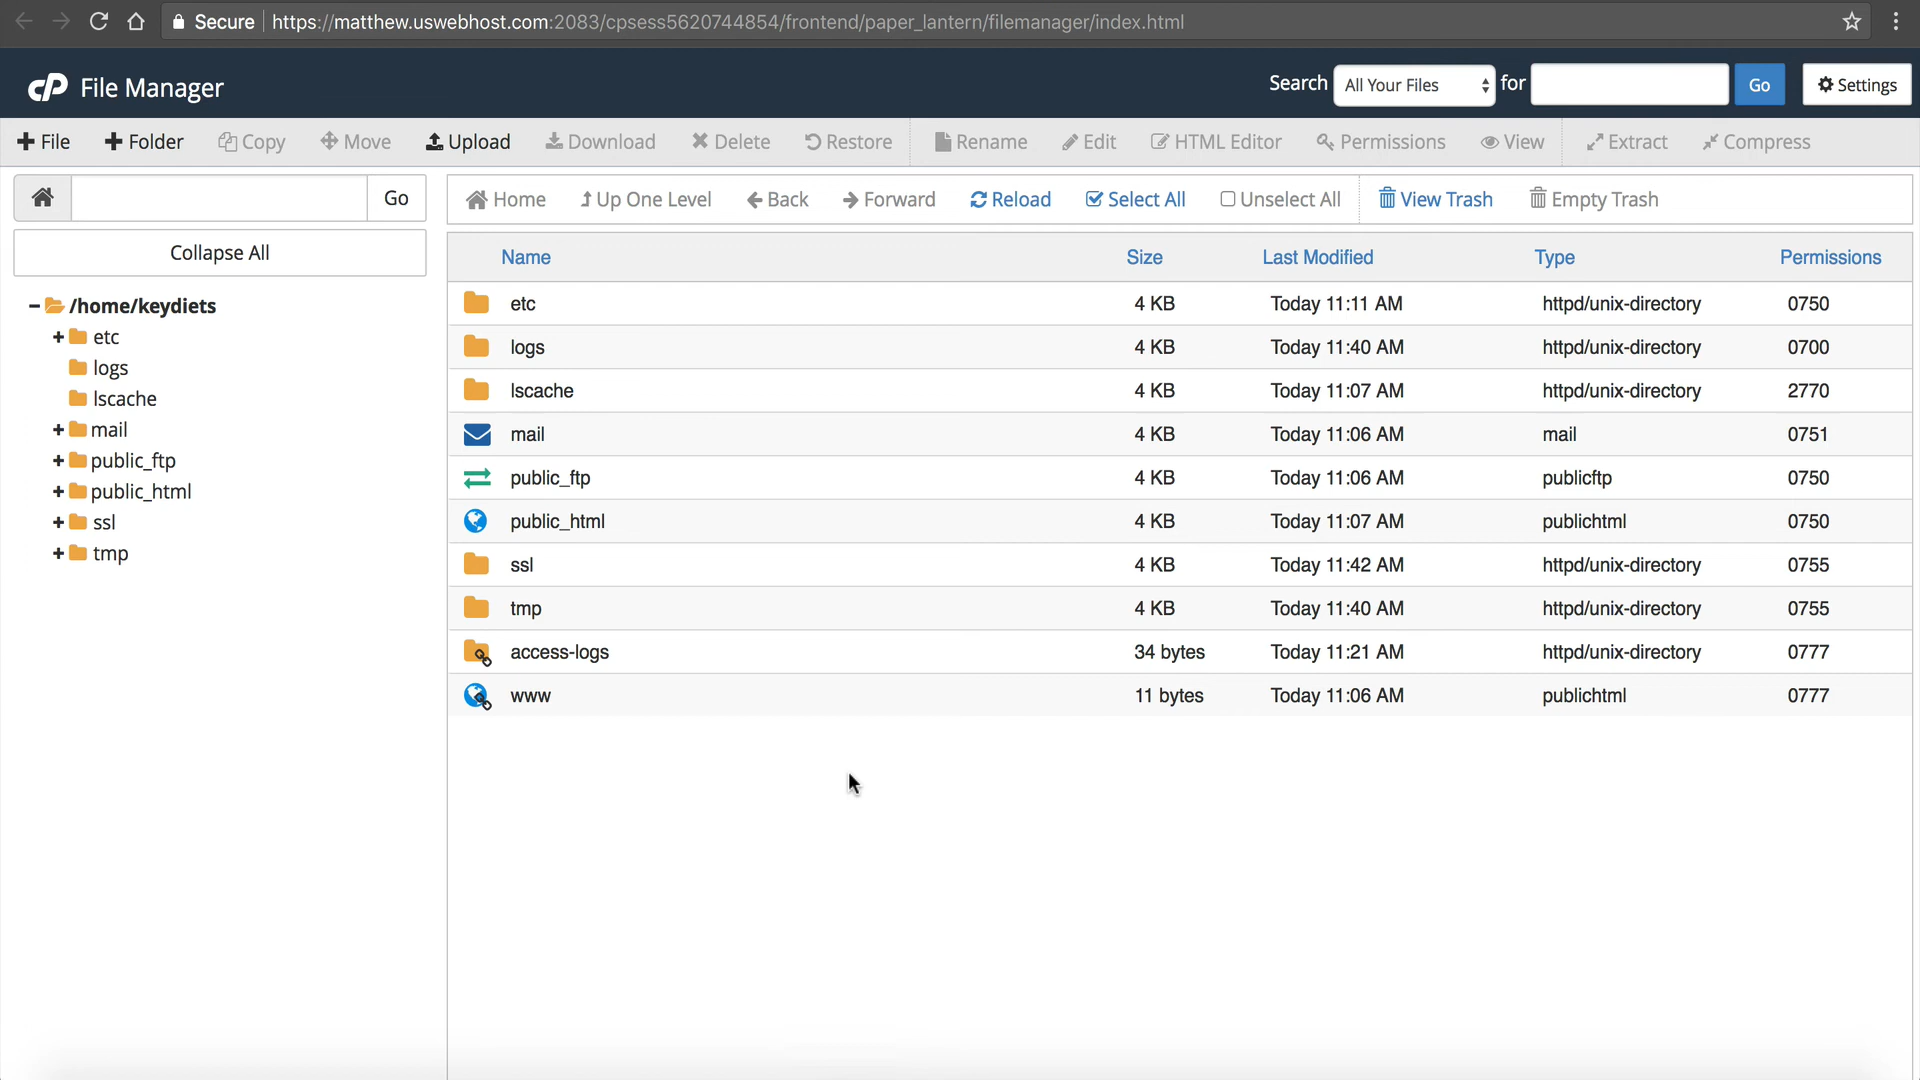 Secure https://matthew.uswebhost.com:2083/cpsess5620744854/frontend/paper_lantern/filemanager/index.html
cP File Manager Search All Your Files for Go Settings
File Folder Copy Move Upload Download Delete Restore Rename Edit HTML Editor Permissions View Extract Compress
Go
Home Up One Level Back Forward Reload Select All Unselect All View Trash Empty Trash
Collapse All
/home/keydiets
etc
logs
lscache
mail
public_ftp
public_html
ssl
tmp
Name Size Last Modified Type Permissions
etc 4 KB Today 11:11 AM httpd/unix-directory 0750
logs 4 KB Today 11:40 AM httpd/unix-directory 0700
lscache 4 KB Today 11:07 AM httpd/unix-directory 2770
mail 4 KB Today 11:06 AM mail 0751
public_ftp 4 KB Today 11:06 AM publicftp 0750
public_html 4 KB Today 11:07 AM publichtml 0750
ssl 4 KB Today 11:42 AM httpd/unix-directory 0755
tmp 4 KB Today 11:40 AM httpd/unix-directory 0755
access-logs 34 bytes Today 11:21 AM httpd/unix-directory 0777
www 11 bytes Today 11:06 AM publichtml 0777